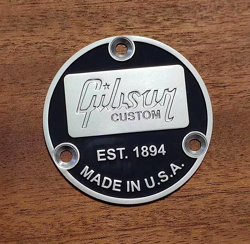 Gibson
CUSTOM
EST. 1894
MADE IN U.S.A.